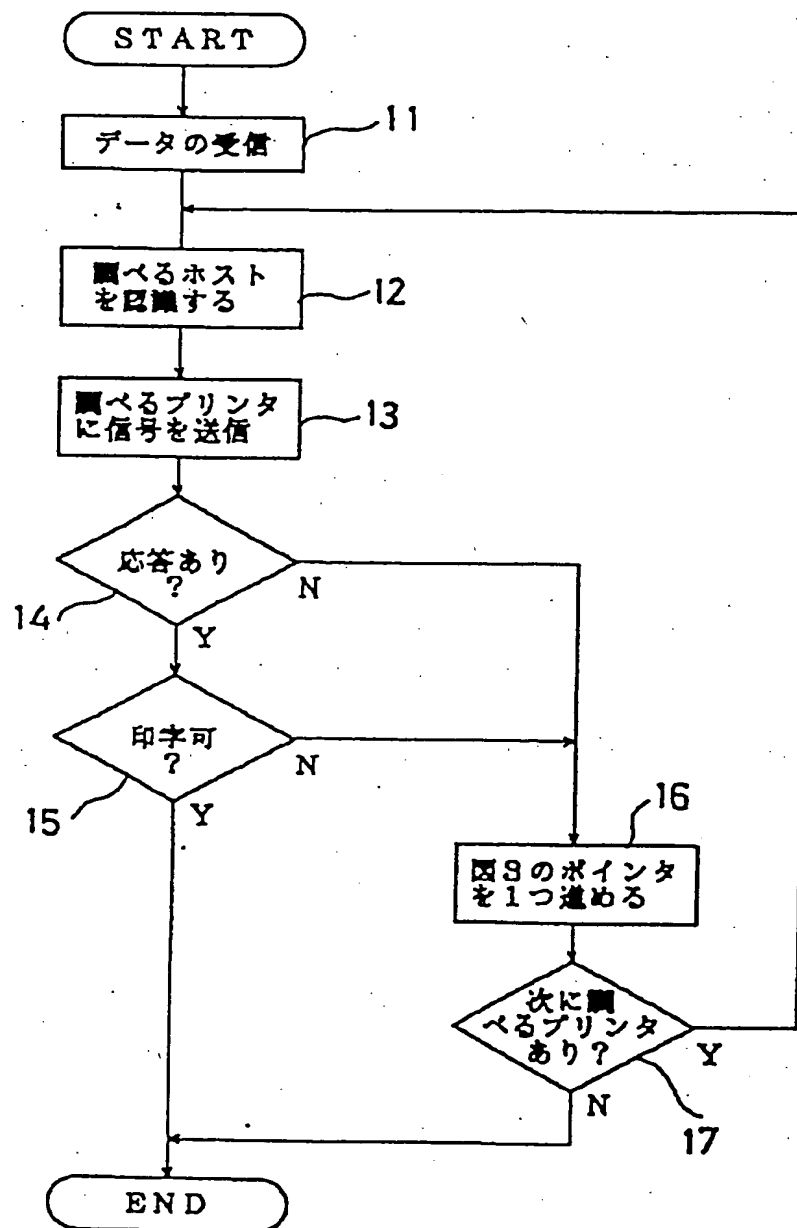 START
データの受信
11
調べるホスト
を認識する
12
調べるプリンタ
に信号を送信
13
応答あり
?
14
N
Y
印字可
?
15
N
Y
16
図3のポインタ
を1つ進める
次に調
べるプリンタ
あり?
Y
N
17
END